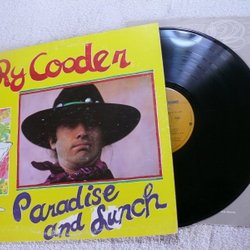 Ry Cooder
Paradise
and Lunch